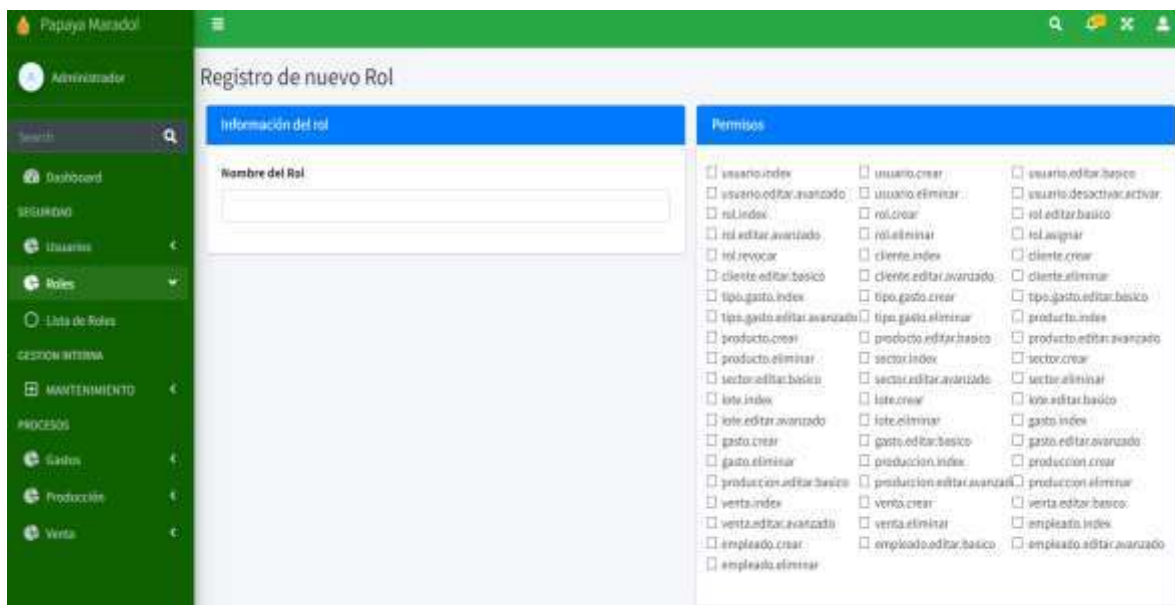 Papaya Maradol
Administrador
Search
Dashboard
SEGURIDAD
Usuarios
Roles
Lista de Roles
GESTION INTERNA
MANTENIMIENTO
PROCESOS
Gastos
Producción
Venta
Registro de nuevo Rol
Información del rol
Nombre del Rol
Permisos
usuario.index usuario.crear usuario.editar.basico
usuario.editar.avanzado usuario.eliminar usuario.desactivar.activar
rol.index rol.crear rol.editar.basico
rol.editar.avanzado rol.eliminar rol.asignar
rol.revocar cliente.index cliente.crear
cliente.editar.basico cliente.editar.avanzado cliente.eliminar
tipo.gasto.index tipo.gasto.crear tipo.gasto.editar.basico
tipo.gasto.editar.avanzado tipo.gasto.eliminar producto.index
producto.crear producto.editar.basico producto.editar.avanzado
producto.eliminar sector.index sector.crear
sector.editar.basico sector.editar.avanzado sector.eliminar
lote.index lote.crear lote.editar.basico
lote.editar.avanzado lote.eliminar gasto.index
gasto.crear gasto.editar.basico gasto.editar.avanzado
gasto.eliminar produccion.index produccion.crear
produccion.editar.basico produccion.editar.avanzad produccion.eliminar
venta.index venta.crear venta.editar.basico
venta.editar.avanzado venta.eliminar empleado.index
empleado.crear empleado.editar.basico empleado.editar.avanzado
empleado.eliminar